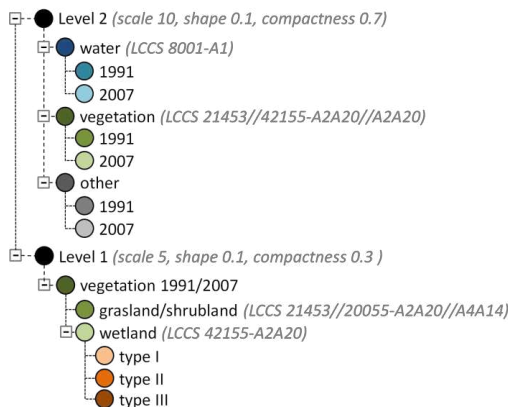 Level 2 (scale 10, shape 0.1, compactness 0.7)
water (LCCS 8001-A1)
1991
2007
vegetation (LCCS 21453//42155-A2A20//A2A20)
1991
2007
other
1991
2007
Level 1 (scale 5, shape 0.1, compactness 0.3 )
vegetation 1991/2007
grasland/shrubland (LCCS 21453//20055-A2A20//A4A14)
wetland (LCCS 42155-A2A20)
type I
type II
type III